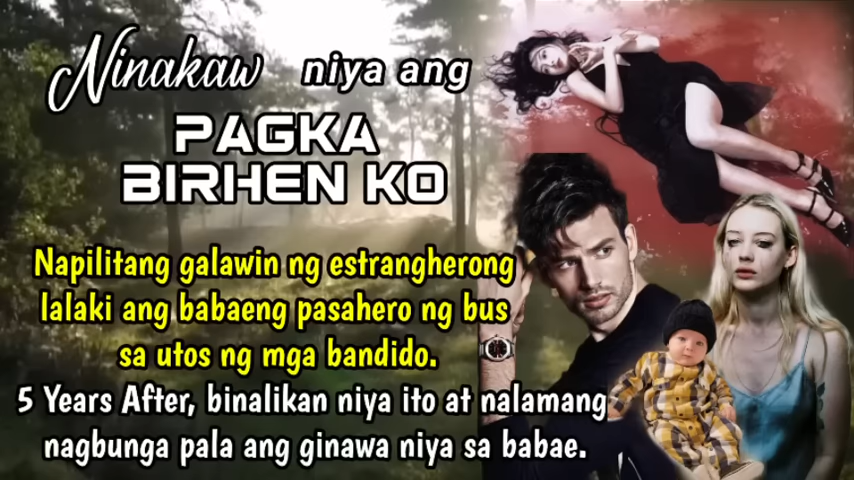 Ninakaw niya ang
PAGKA
BIRHEN KO
Napilitang galawin ng estrangherong
lalaki ang babaeng pasahero ng bus
sa utos ng mga bandido.
5 Years After, binalikan niya ito at nalamang
nagbunga pala ang ginawa niya sa babae.